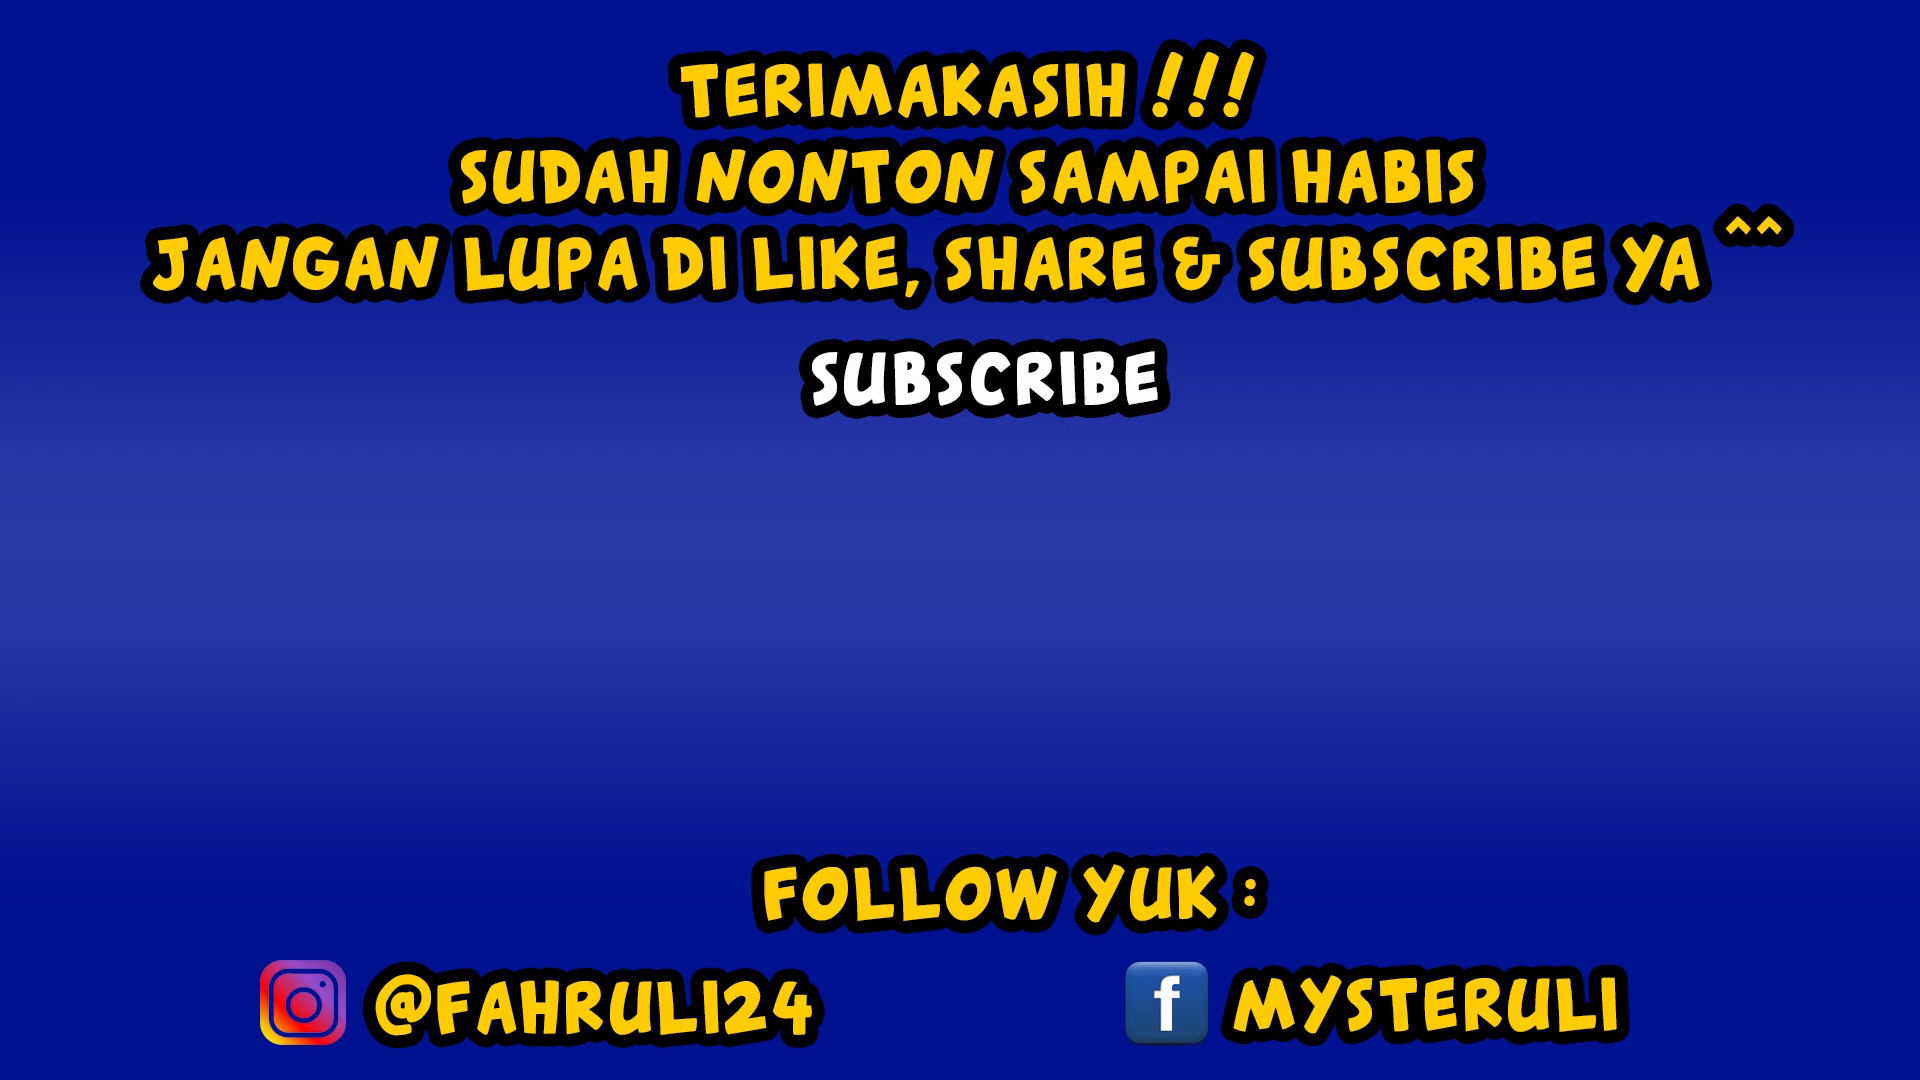 TERIMAKASIH !!!
SUDAH NONTON SAMPAI HABIS
JANGAN LUPA DI LIKE, SHARE & SUBSCRIBE YA ^^
SUBSCRIBE
FOLLOW YUK :
@FAHRULI24
f MYSTERULI